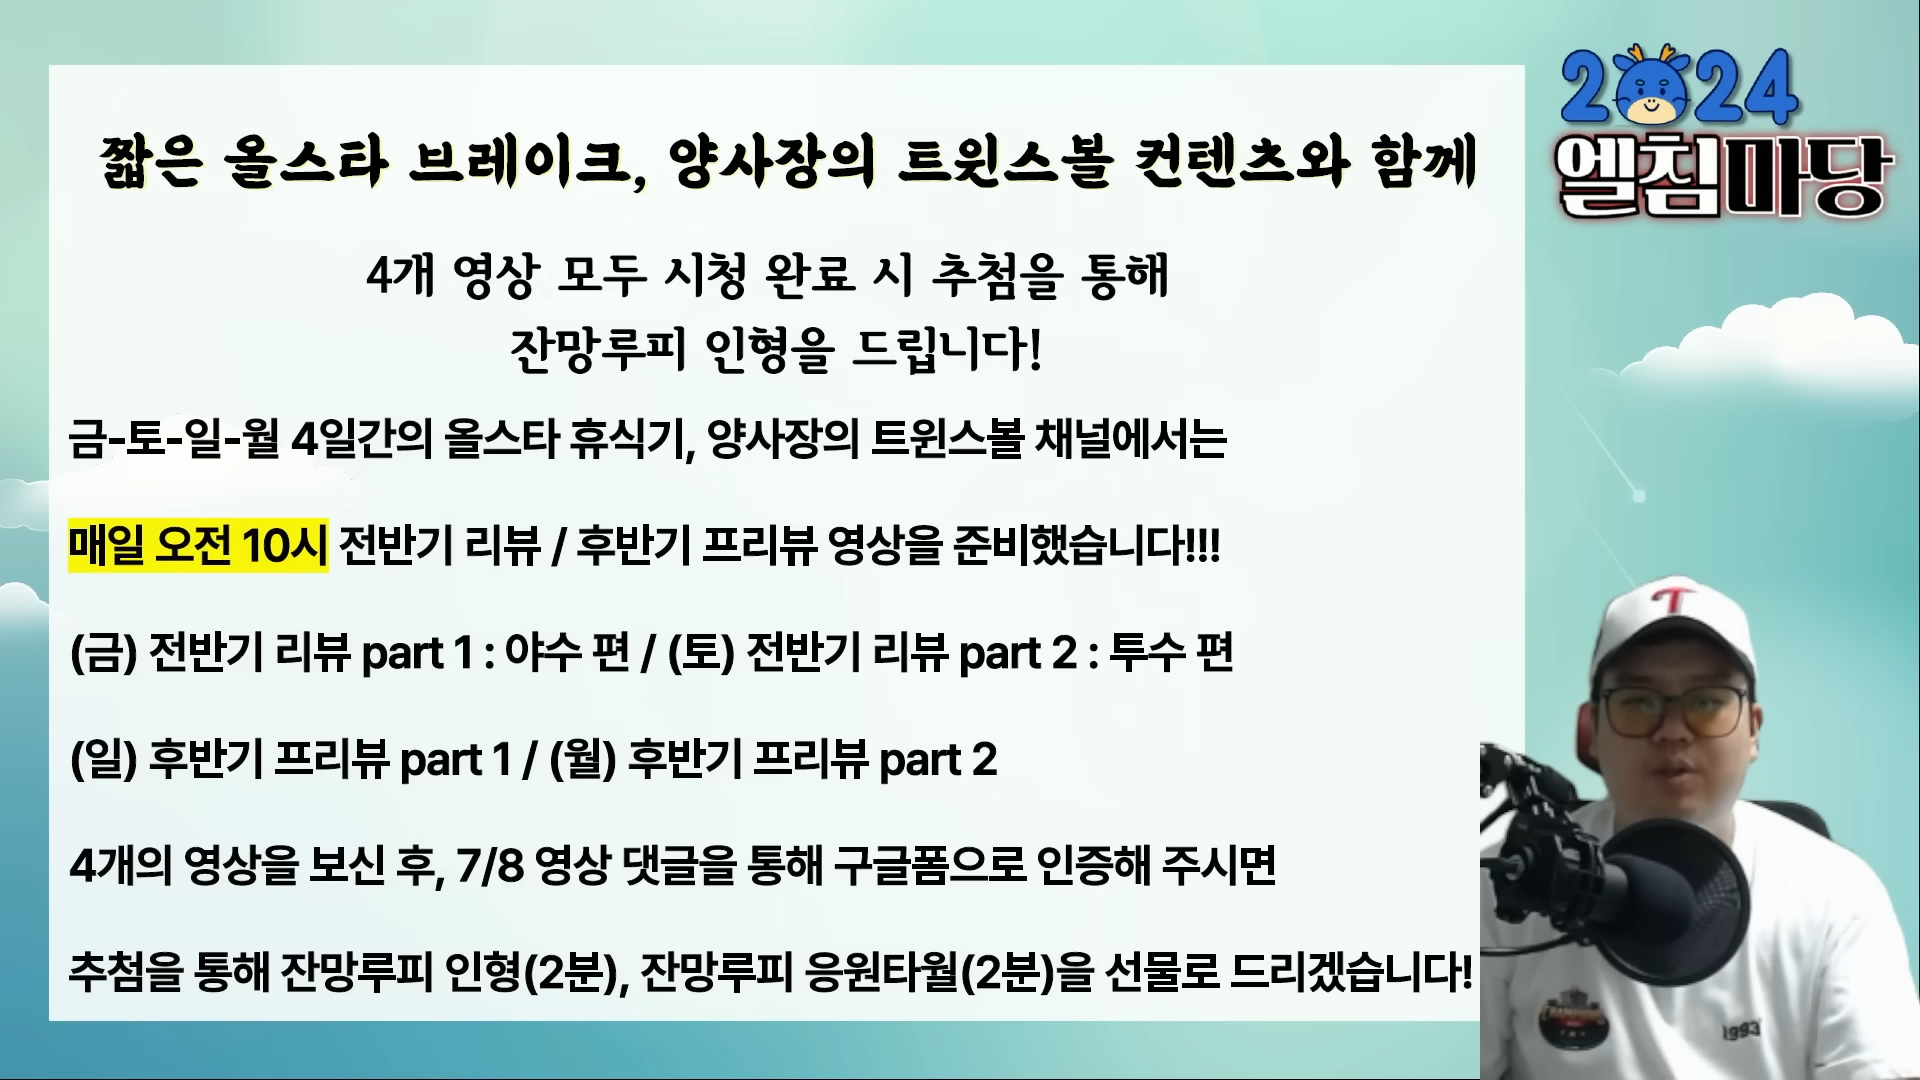 짧은 올스타 브레이크, 양사장의 트윈스볼 컨텐츠와 함께
4개 영상 모두 시청 완료 시 추첨을 통해
잔망루피 인형을 드립니다!
금-토-일-월 4일간의 올스타 휴식기, 양사장의 트윈스볼 채널에서는
매일 오전 10시 전반기 리뷰 / 후반기 프리뷰 영상을 준비했습니다!!!
(금) 전반기 리뷰 part 1 : 야수 편 / (토) 전반기 리뷰 part 2 : 투수 편
(일) 후반기 프리뷰 part 1 / (월) 후반기 프리뷰 part 2
4개의 영상을 보신 후, 7/8 영상 댓글을 통해 구글폼으로 인증해 주시면
추첨을 통해 잔망루피 인형(2분), 잔망루피 응원타월(2분)을 선물로 드리겠습니다!
2024
엘침마당
T
1993